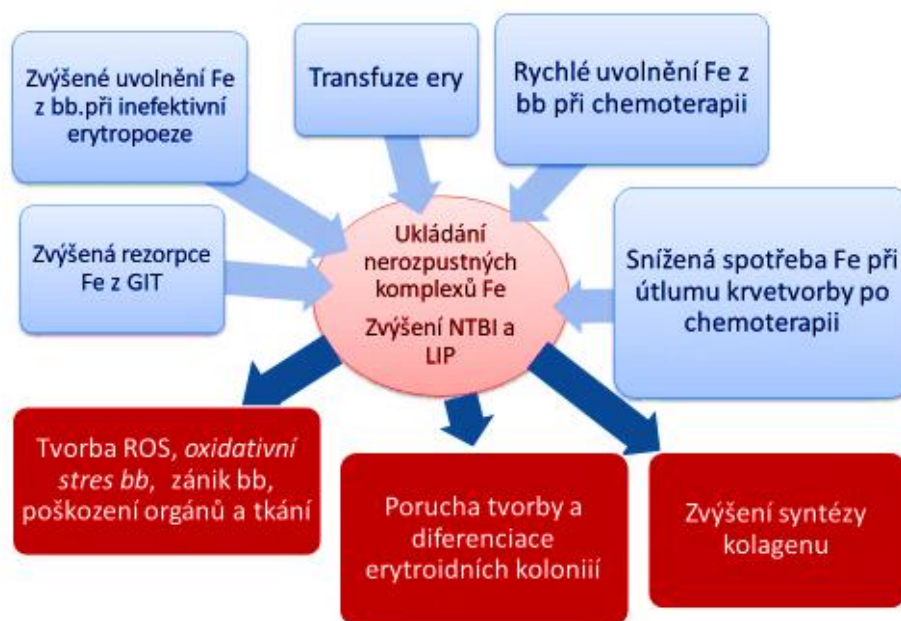 Zvýšené uvolnění Fe
z bb.při inefektivní
erytropoeze
Transfuze ery
Rychlé uvolnění Fe z
bb při chemoterapii
Zvýšená rezorpce
Fe z GIT
Ukládání
nerozpustných
komplexů Fe
Zvýšení NTBI a
LIP
Snížená spotřeba Fe při
útlumu krvetvorby po
chemoterapii
Tvorba ROS, oxidativní
stres bb, zánik bb,
poškození orgánů a tkání
Porucha tvorby a
diferenciace
erytroidních koloniií
Zvýšení syntézy
kolagenu